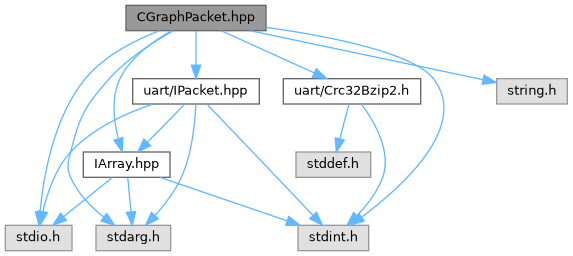 CGraphPacket.hpp
uart/IPacket.hpp
uart/Crc32Bzip2.h
string.h
IArray.hpp
stddef.h
stdio.h
stdarg.h
stdint.h